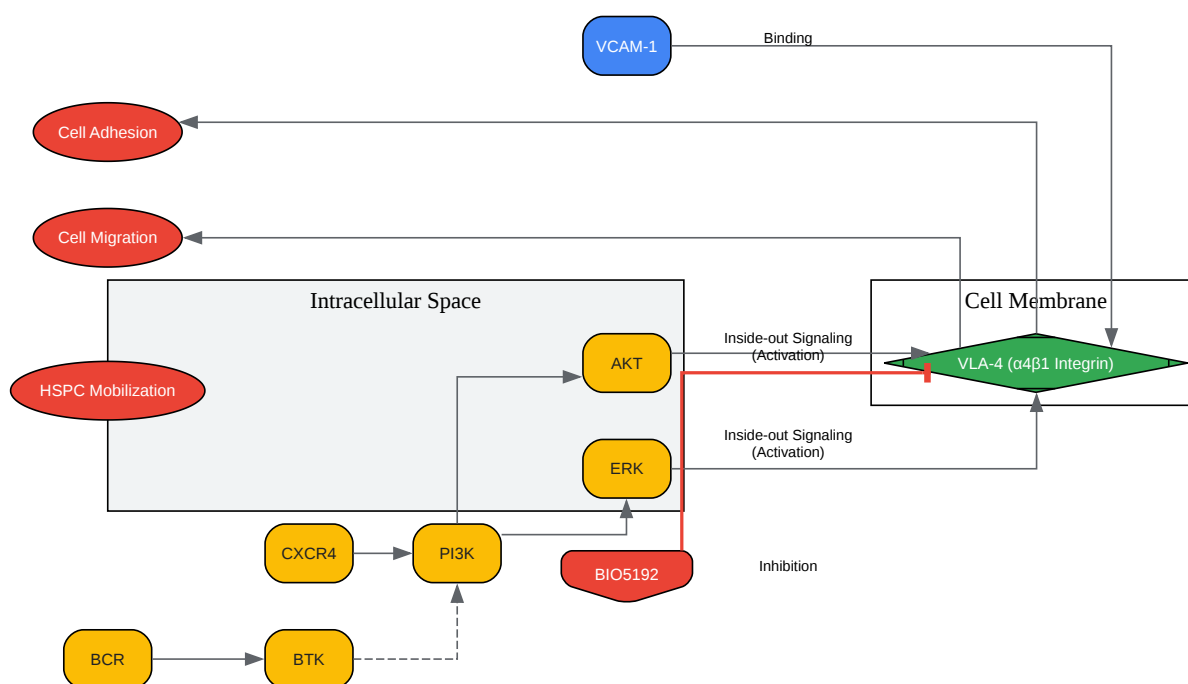 VCAM-1
Binding
Cell Adhesion
Cell Migration
Intracellular Space
Cell Membrane
Inside-out Signaling
(Activation)
AKT
VLA-4 (α4β1 Integrin)
HSPC Mobilization
Inside-out Signaling
(Activation)
ERK
CXCR4
PI3K
BIO5192
Inhibition
BCR
BTK